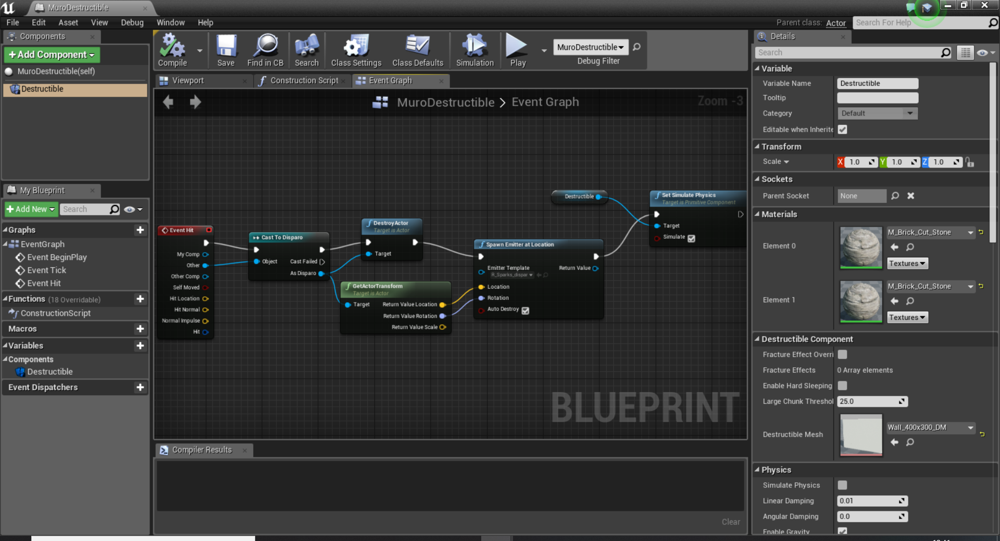 MuroDestructible
File Edit Asset View Debug Window Help
Parent class: Actor
Search For Help
Components
+Add Component
MuroDestructible(self)
Destructible
My Blueprint
+Add New
Search
Graphs
EventGraph
Event BeginPlay
Event Tick
Event Hit
Functions (18 Overridable)
ConstructionScript
Macros
Variables
Components
Destructible
Event Dispatchers
Compile
Save
Find in CB
Search
Class Settings
Class Defaults
Simulation
Play
MuroDestructible
Debug Filter
Viewport
Construction Script
Event Graph
MuroDestructible > Event Graph
Zoom -3
Event Hit
My Comp
Other
Other Comp
Self Moved
Hit Location
Hit Normal
Normal Impulse
Hit
Cast To Disparo
Object
Cast Failed
As Disparo
DestroyActor
Target is Actor
Target
GetActorTransform
Target is Actor
Target
Return Value Location
Return Value Rotation
Return Value Scale
Spawn Emitter at Location
Emitter Template
R_Sparks_dispar
Return Value
Location
Rotation
Auto Destroy
Destructible
Set Simulate Physics
Target is Primitive Component
Target
Simulate
BLUEPRINT
Compiler Results
Clear
Details
Search
Variable
Variable Name Destructible
Tooltip
Category Default
Editable when Inherite
Transform
Scale X 1.0 Y 1.0 Z 1.0
Sockets
Parent Socket None
Materials
Element 0
M_Brick_Cut_Stone
Textures
Element 1
M_Brick_Cut_Stone
Textures
Destructible Component
Fracture Effect Overri
Fracture Effects 0 Array elements
Enable Hard Sleeping
Large Chunk Threshol 25.0
Destructible Mesh
Wall_400x300_DM
Physics
Simulate Physics
Linear Damping 0.01
Angular Damping 0.0
Enable Gravity